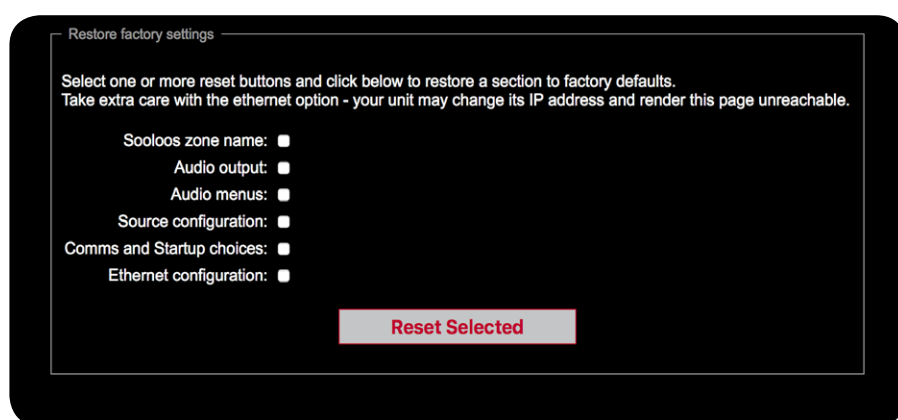 Restore factory settings
Select one or more reset buttons and click below to restore a section to factory defaults.
Take extra care with the ethernet option - your unit may change its IP address and render this page unreachable.
Sooloos zone name:
Audio output:
Audio menus:
Source configuration:
Comms and Startup choices:
Ethernet configuration:
Reset Selected